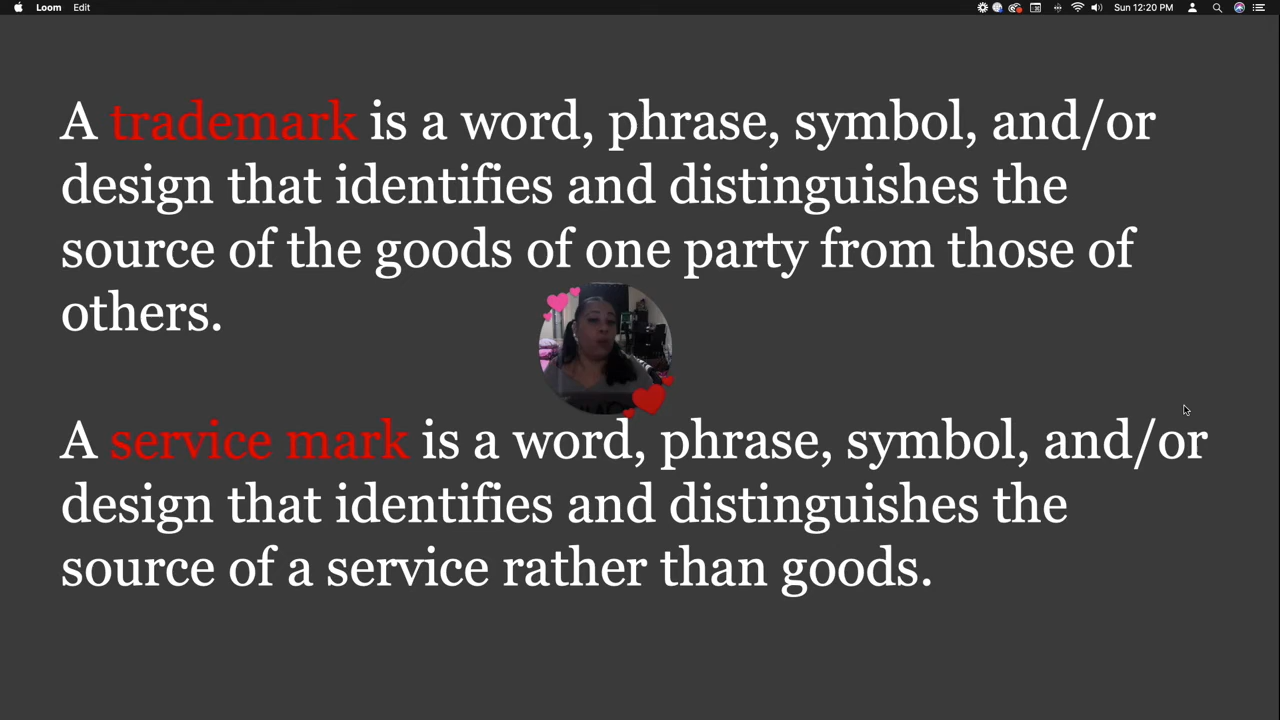 Loom Edit Sun 12:20 PM
A trademark is a word, phrase, symbol, and/or
design that identifies and distinguishes the
source of the goods of one party from those of
others.
A service mark is a word, phrase, symbol, and/or
design that identifies and distinguishes the
source of a service rather than goods.